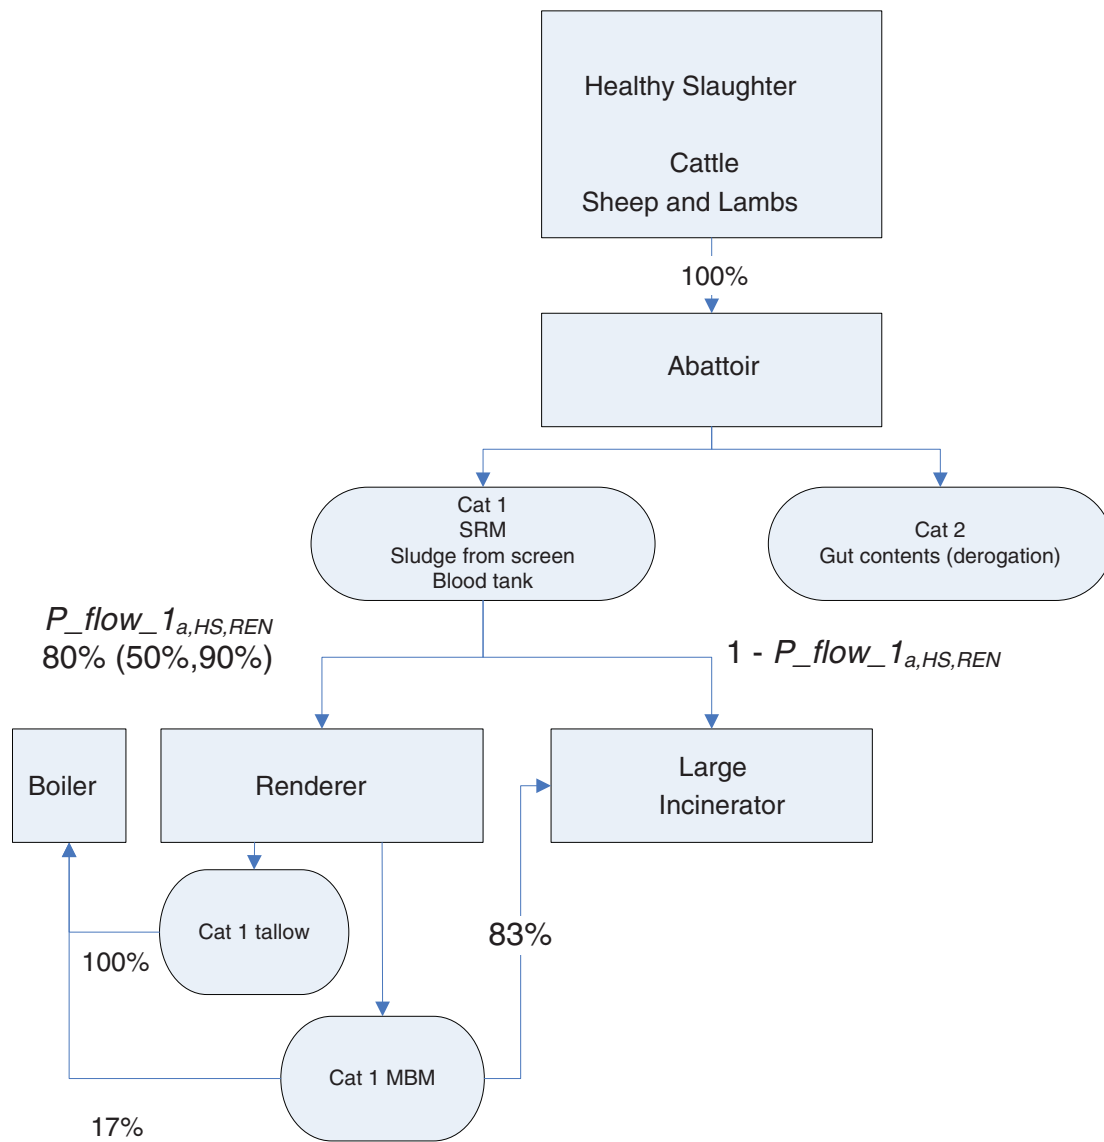 Healthy Slaughter
Cattle
Sheep and Lambs
100%
Abattoir
Cat 1
SRM
Sludge from screen
Blood tank
Cat 2
Gut contents (derogation)
P_flow_1a,HS,REN
80% (50%,90%)
1 - P_flow_1a,HS,REN
Boiler
Renderer
Large
Incinerator
Cat 1 tallow
100%
83%
Cat 1 MBM
17%